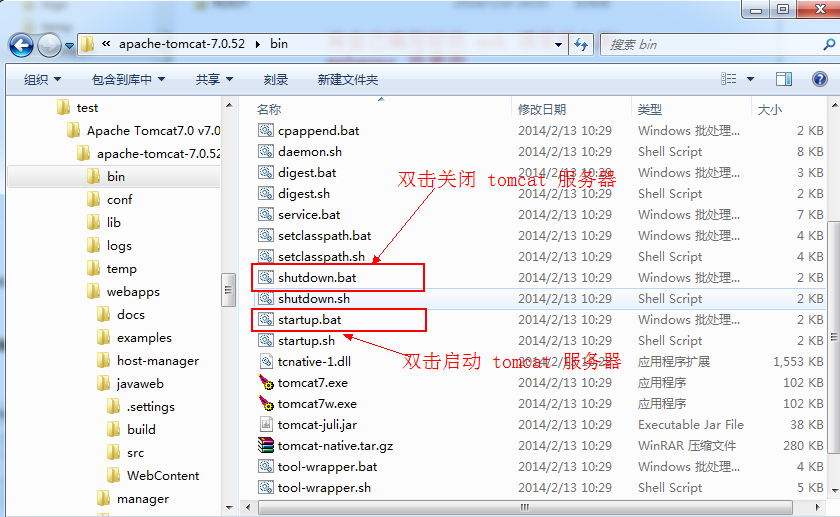 « apache-tomcat-7.0.52 ▸ bin
搜索 bin
组织 包含到库中 共享 刻录 新建文件夹
test
Apache Tomcat7.0 v7.0
apache-tomcat-7.0.52
bin
conf
lib
logs
temp
webapps
docs
examples
host-manager
javaweb
.settings
build
src
WebContent
manager
名称 修改日期 类型 大小
cpappend.bat 2014/2/13 10:29 Windows 批处理... 2 KB
daemon.sh 2014/2/13 10:29 Shell Script 8 KB
digest.bat 2014/2/13 10:29 Windows 批处理... 3 KB
双击关闭 tomcat 服务器
digest.sh 2014/2/13 10:29 Shell Script 2 KB
service.bat 2014/2/13 10:29 Windows 批处理... 7 KB
setclasspath.bat 2014/2/13 10:29 Windows 批处理... 4 KB
setclasspath.sh 2014/2/13 10:29 Shell Script 4 KB
shutdown.bat 2014/2/13 10:29 Windows 批处理... 2 KB
shutdown.sh 2014/2/13 10:29 Shell Script 2 KB
startup.bat 2014/2/13 10:29 Windows 批处理... 2 KB
startup.sh 2014/2/13 10:29 Shell Script 2 KB
双击启动 tomcat 服务器
tcnative-1.dll 2014/2/13 10:29 应用程序扩展 1,553 KB
tomcat7.exe 2014/2/13 10:29 应用程序 102 KB
tomcat7w.exe 2014/2/13 10:29 应用程序 102 KB
tomcat-juli.jar 2014/2/13 10:29 Executable Jar File 38 KB
tomcat-native.tar.gz 2014/2/13 10:29 WinRAR 压缩文件 280 KB
tool-wrapper.bat 2014/2/13 10:29 Windows 批处理... 4 KB
tool-wrapper.sh 2014/2/13 10:29 Shell Script 5 KB